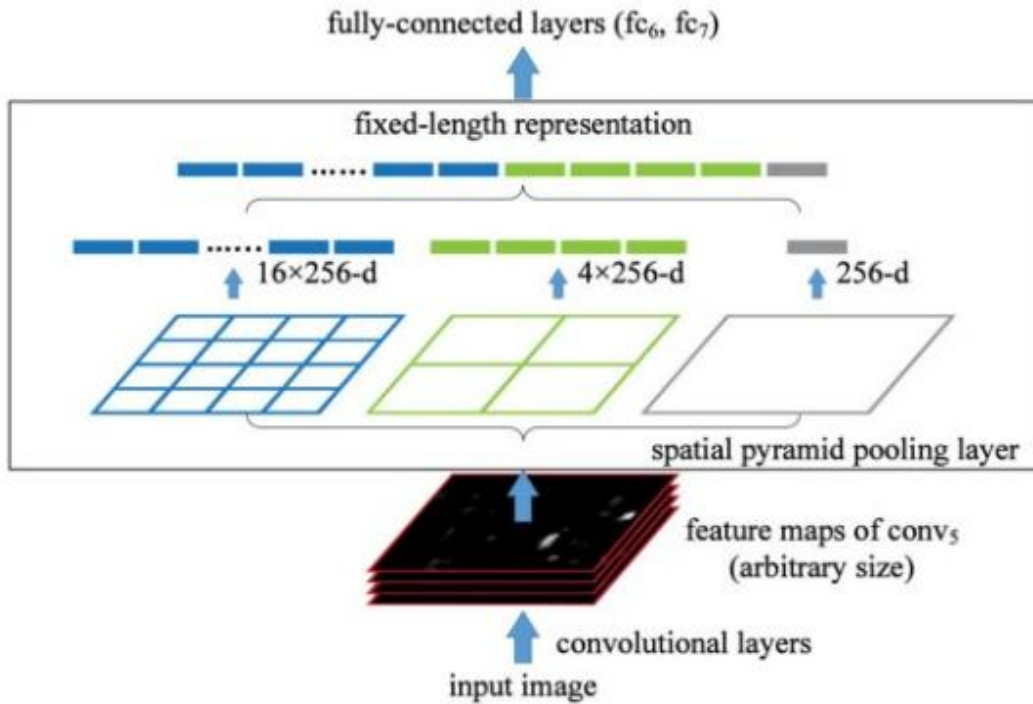 fully-connected layers (fc₆, fc₇)
fixed-length representation
......
......
16×256-d
4×256-d
256-d
spatial pyramid pooling layer
feature maps of conv₅
(arbitrary size)
convolutional layers
input image